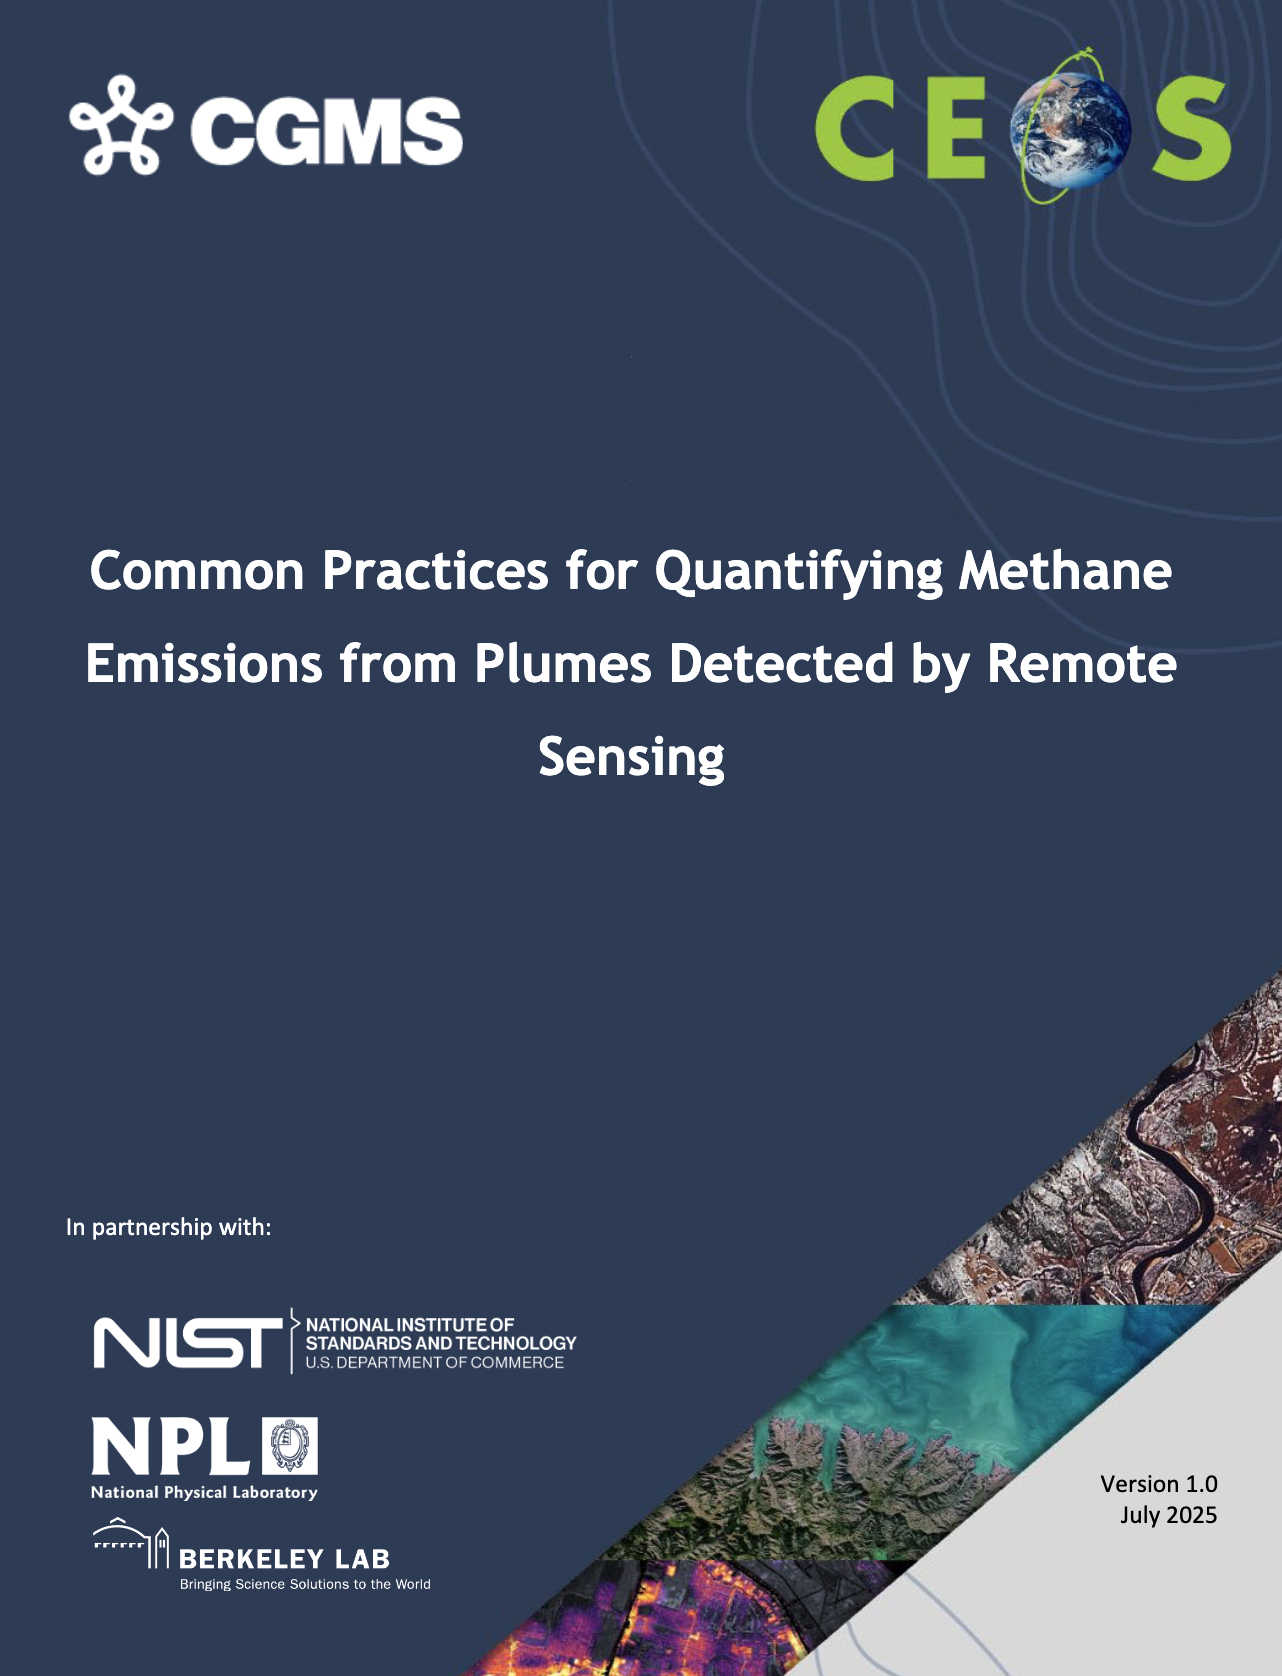 CGMS
CEOS
Common Practices for Quantifying Methane
Emissions from Plumes Detected by Remote
Sensing
In partnership with:
NIST
NATIONAL INSTITUTE OF
STANDARDS AND TECHNOLOGY
U.S. DEPARTMENT OF COMMERCE
NPL
National Physical Laboratory
BERKELEY LAB
Bringing Science Solutions to the World
Version 1.0
July 2025